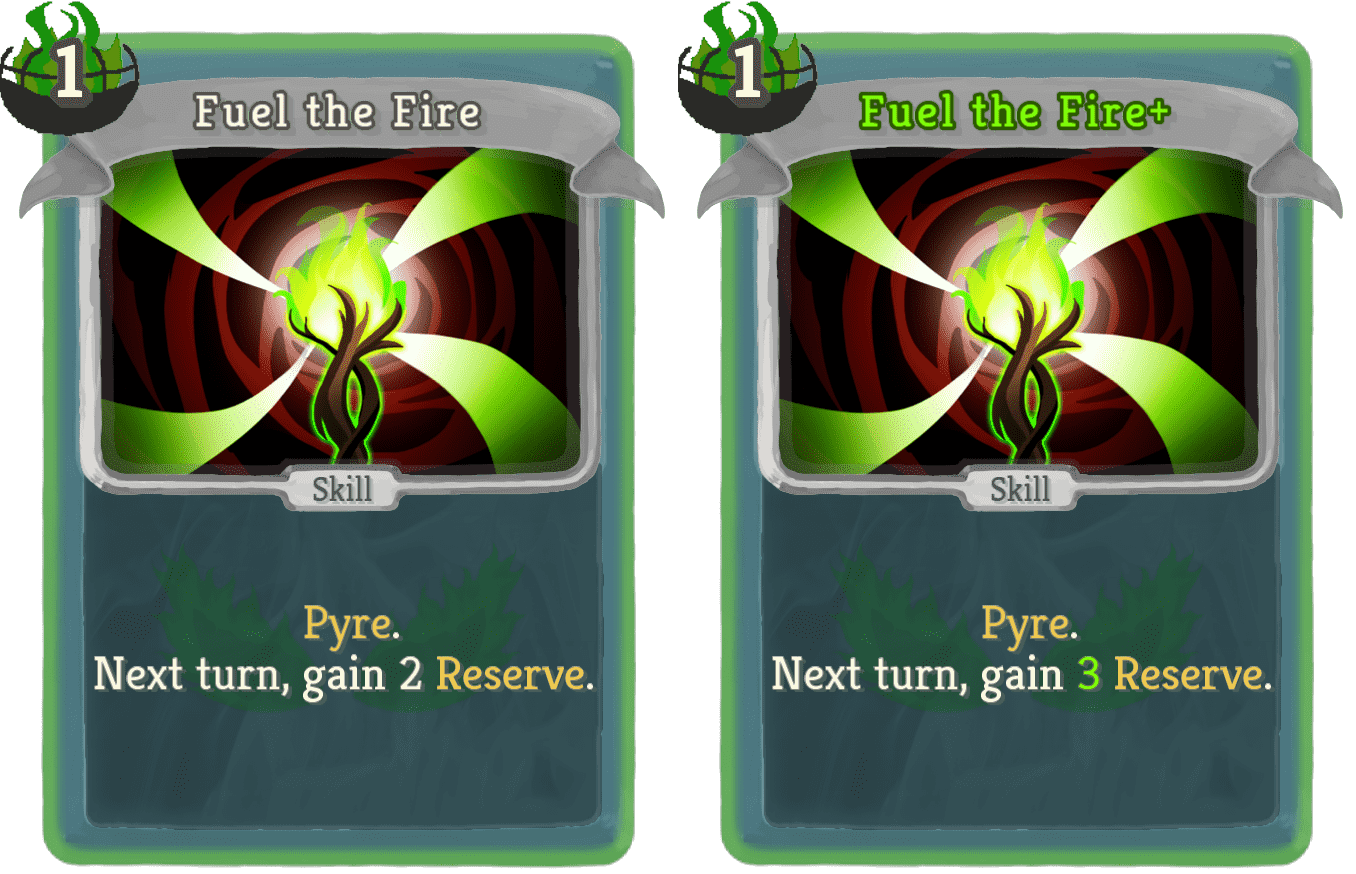 1
Fuel the Fire
Skill
Pyre.
Next turn, gain 2 Reserve.
1
Fuel the Fire+
Skill
Pyre.
Next turn, gain 3 Reserve.